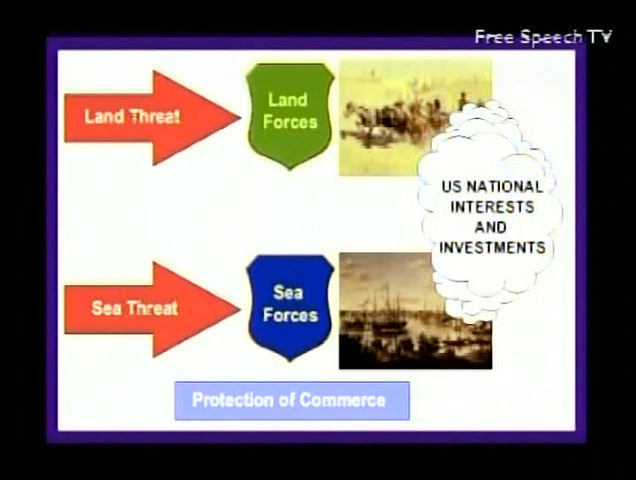 Free Speech TV
Land Threat
Land
Forces
US NATIONAL
INTERESTS
AND
INVESTMENTS
Sea Threat
Sea
Forces
Protection of Commerce